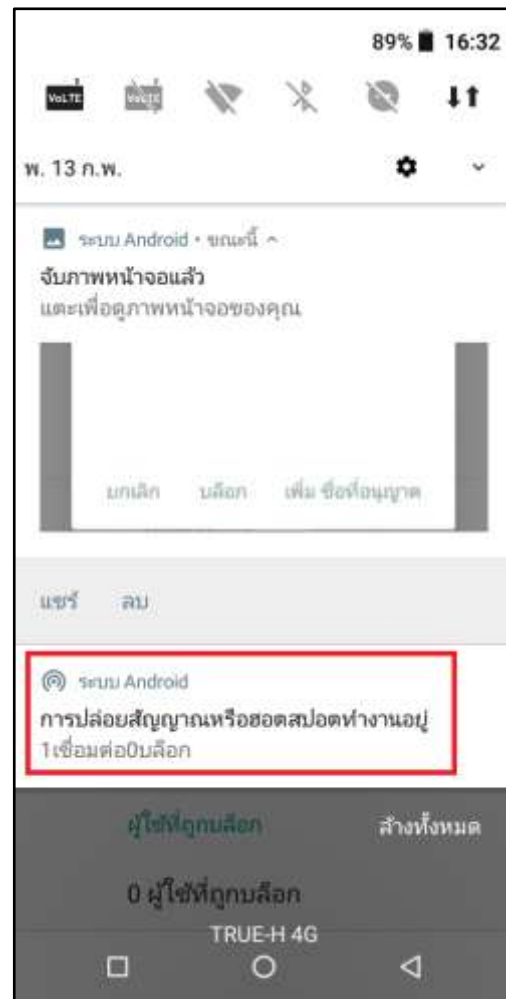 89% 16:32
VoLTE VoLTE
พ. 13 ก.พ.
ระบบ Android • ขณะนี้
จับภาพหน้าจอแล้ว
แตะเพื่อดูภาพหน้าจอของคุณ
ยกเลิก บล็อก เพิ่ม ชื่อที่อนุญาต
แชร์ ลบ
ระบบ Android
การปล่อยสัญญาณหรือฮอตสปอตทำงานอยู่
1เชื่อมต่อ0บล็อก
ผู้ใช้ที่ถูกบล็อก ล้างทั้งหมด
0 ผู้ใช้ที่ถูกบล็อก
TRUE-H 4G